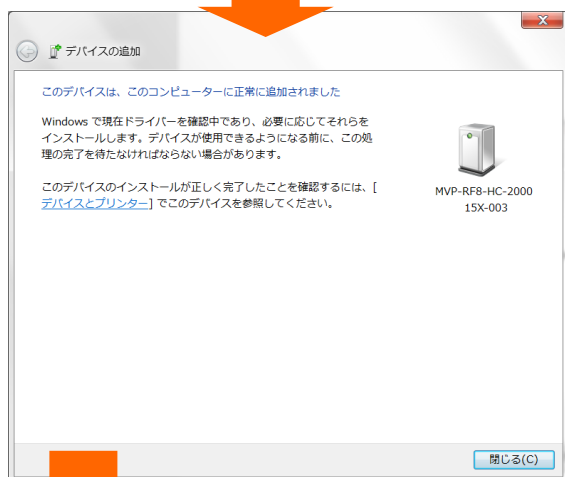 デバイスの追加
このデバイスは、このコンピューターに正常に追加されました
Windows で現在ドライバーを確認中であり、必要に応じてそれらを
インストールします。デバイスが使用できるようになる前に、この処
理の完了を待たなければならない場合があります。
このデバイスのインストールが正しく完了したことを確認するには、[
デバイスとプリンター] でこのデバイスを参照してください。
MVP-RF8-HC-2000
15X-003
閉じる(C)